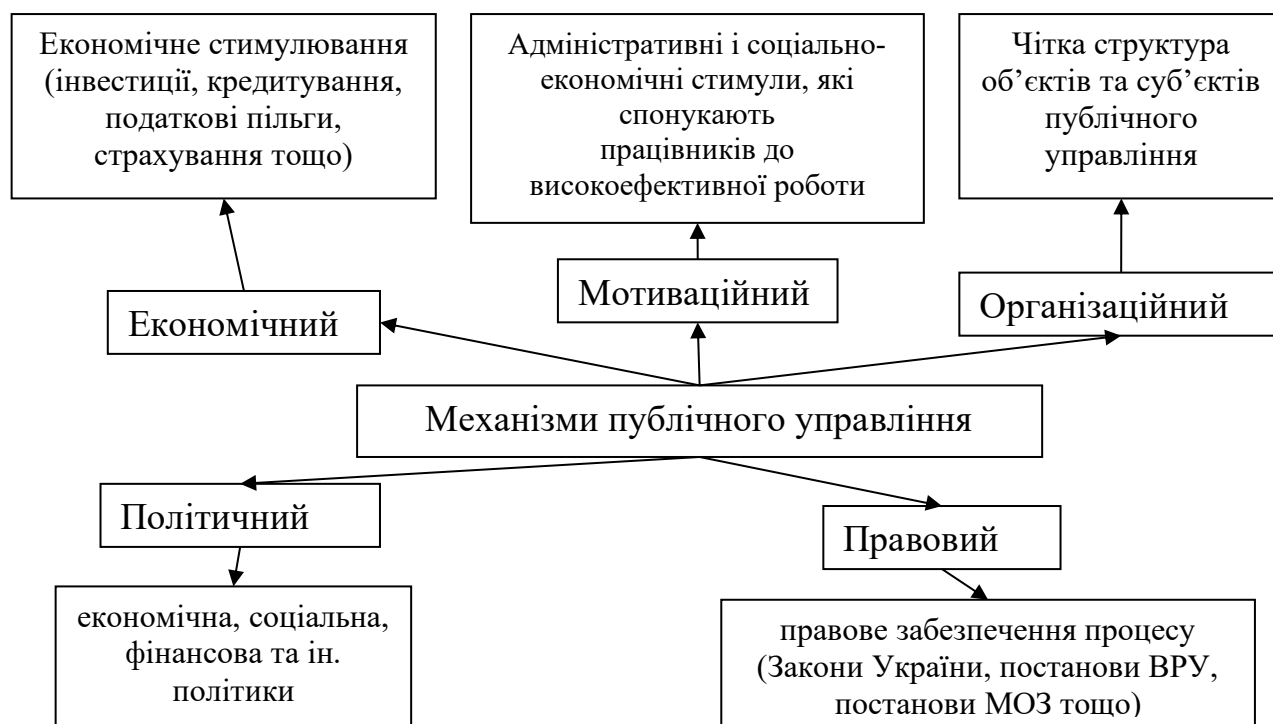 Економічне стимулювання
(інвестиції, кредитування,
податкові пільги,
страхування тощо)
Адміністративні і соціально-
економічні стимули, які
спонукають
працівників до
високоефективної роботи
Чітка структура
об’єктів та суб’єктів
публічного
управління
Економічний
Мотиваційний
Організаційний
Механізми публічного управління
Політичний
Правовий
економічна, соціальна,
фінансова та ін.
політики
правове забезпечення процесу
(Закони України, постанови ВРУ,
постанови МОЗ тощо)